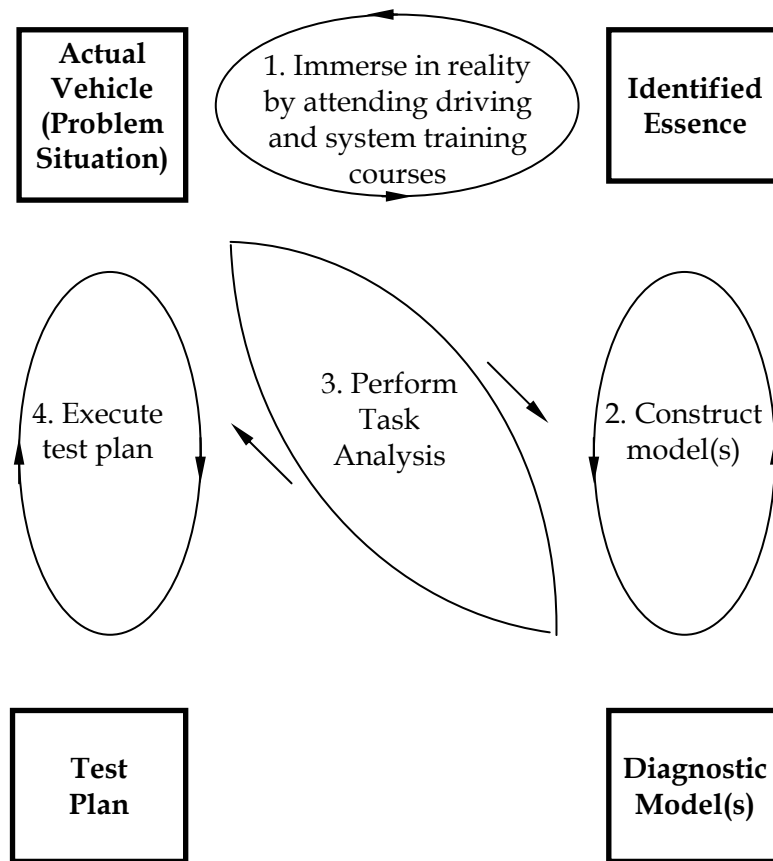 Actual
Vehicle
(Problem
Situation)
1. Immerse in reality
by attending driving
and system training
courses
Identified
Essence
4. Execute
test plan
3. Perform
Task
Analysis
2. Construct
model(s)
Test
Plan
Diagnostic
Model(s)